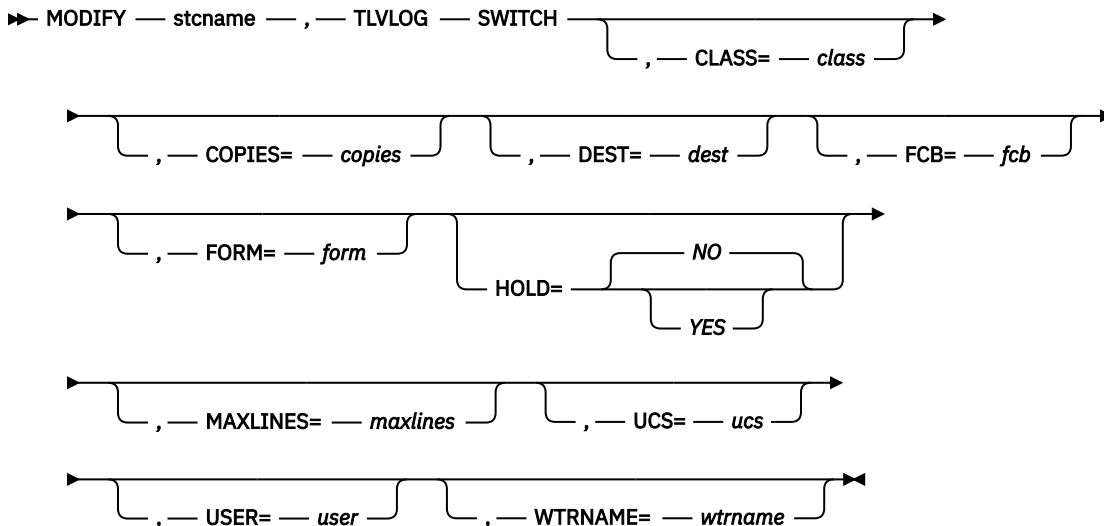 MODIFY stcname , TLVLOG SWITCH
, CLASS= class
, COPIES= copies , DEST= dest , FCB= fcb
, FORM= form
NO
HOLD=
YES
, MAXLINES= maxlines , UCS= ucs
, USER= user , WTRNAME= wtrname